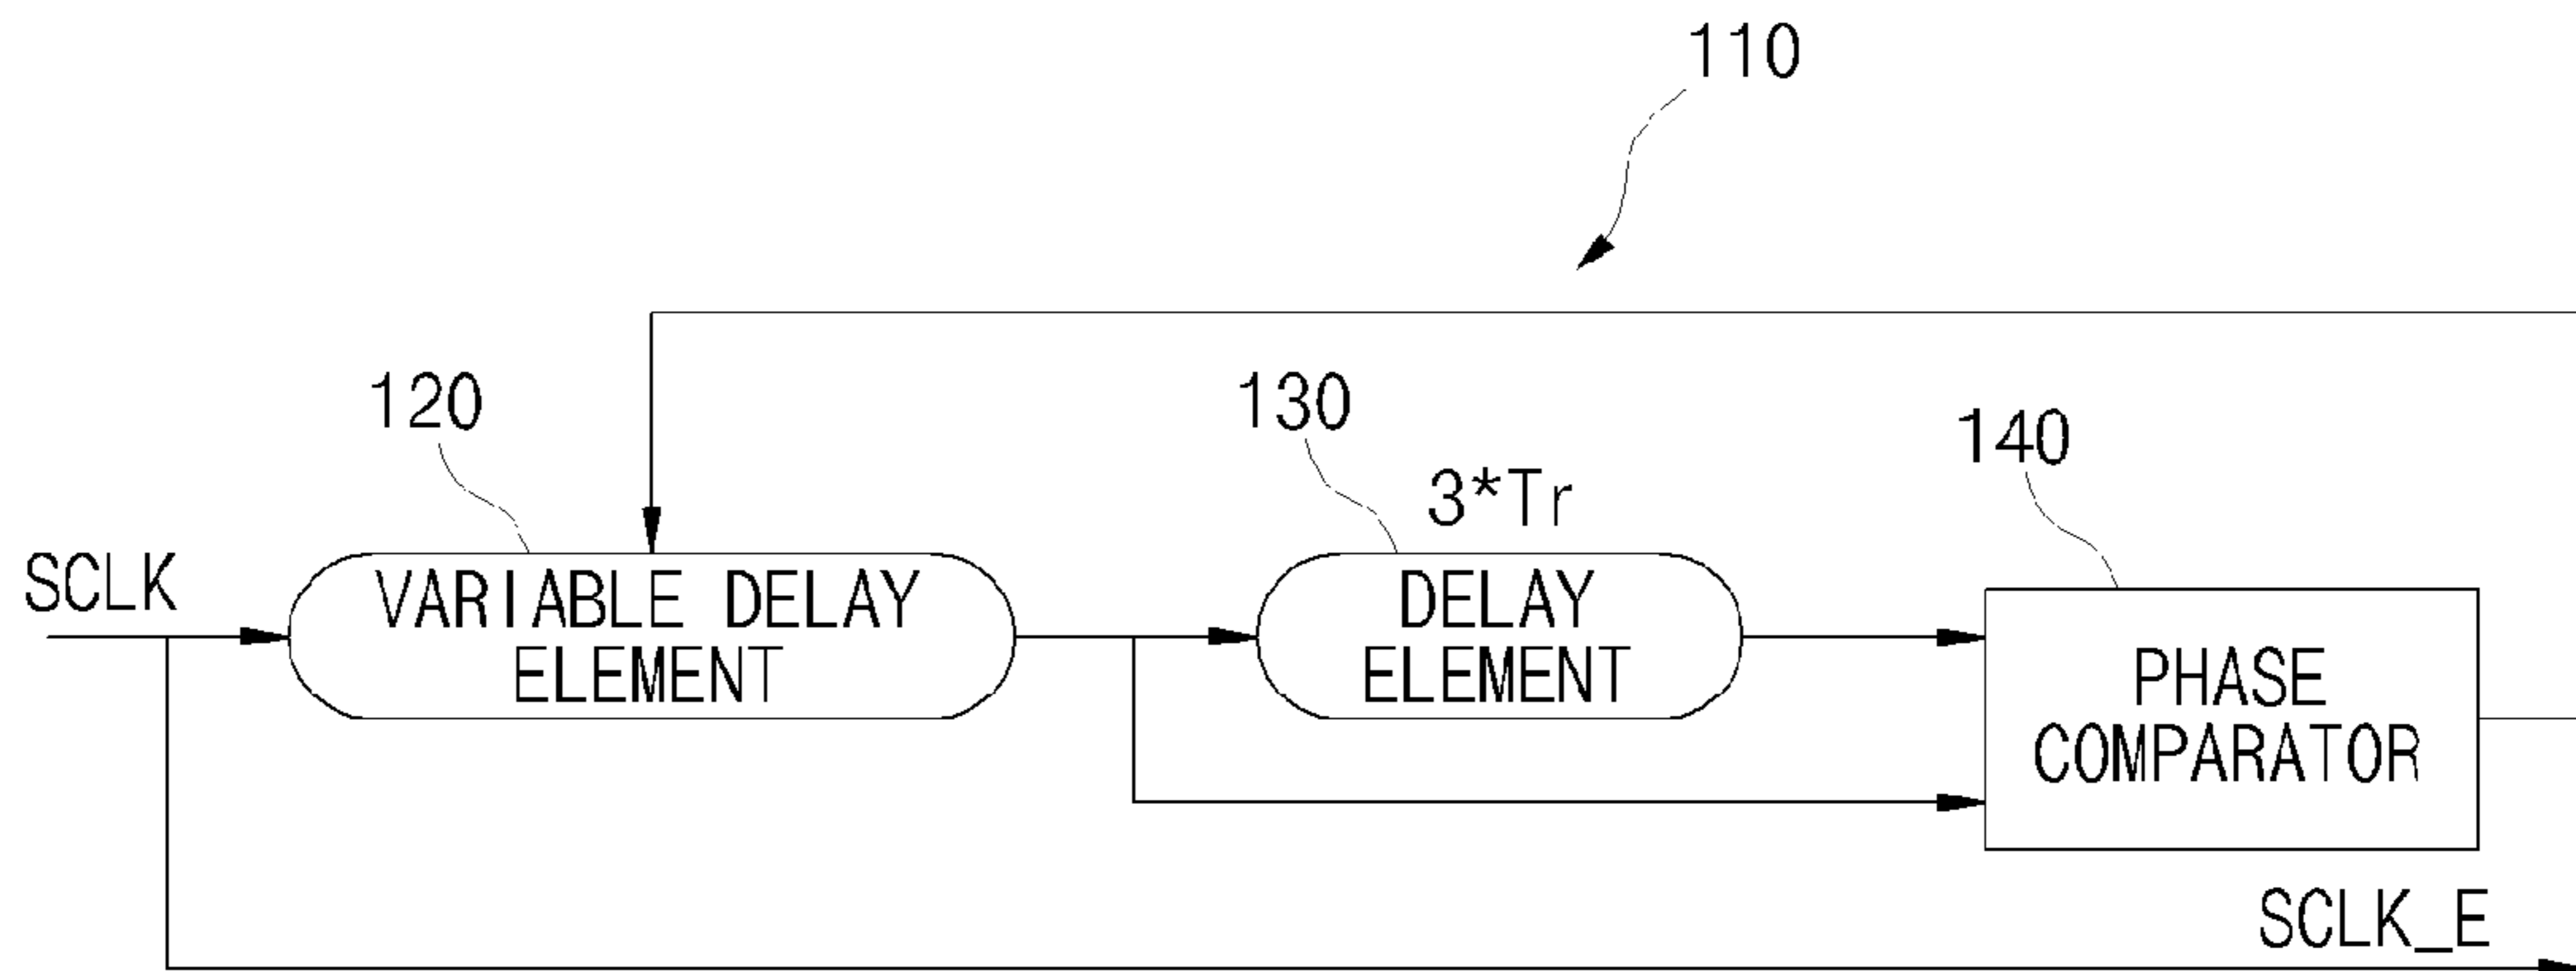 110
120
130
140
3*Tr
SCLK
VARIABLE DELAY
ELEMENT
DELAY
ELEMENT
PHASE
COMPARATOR
SCLK_E